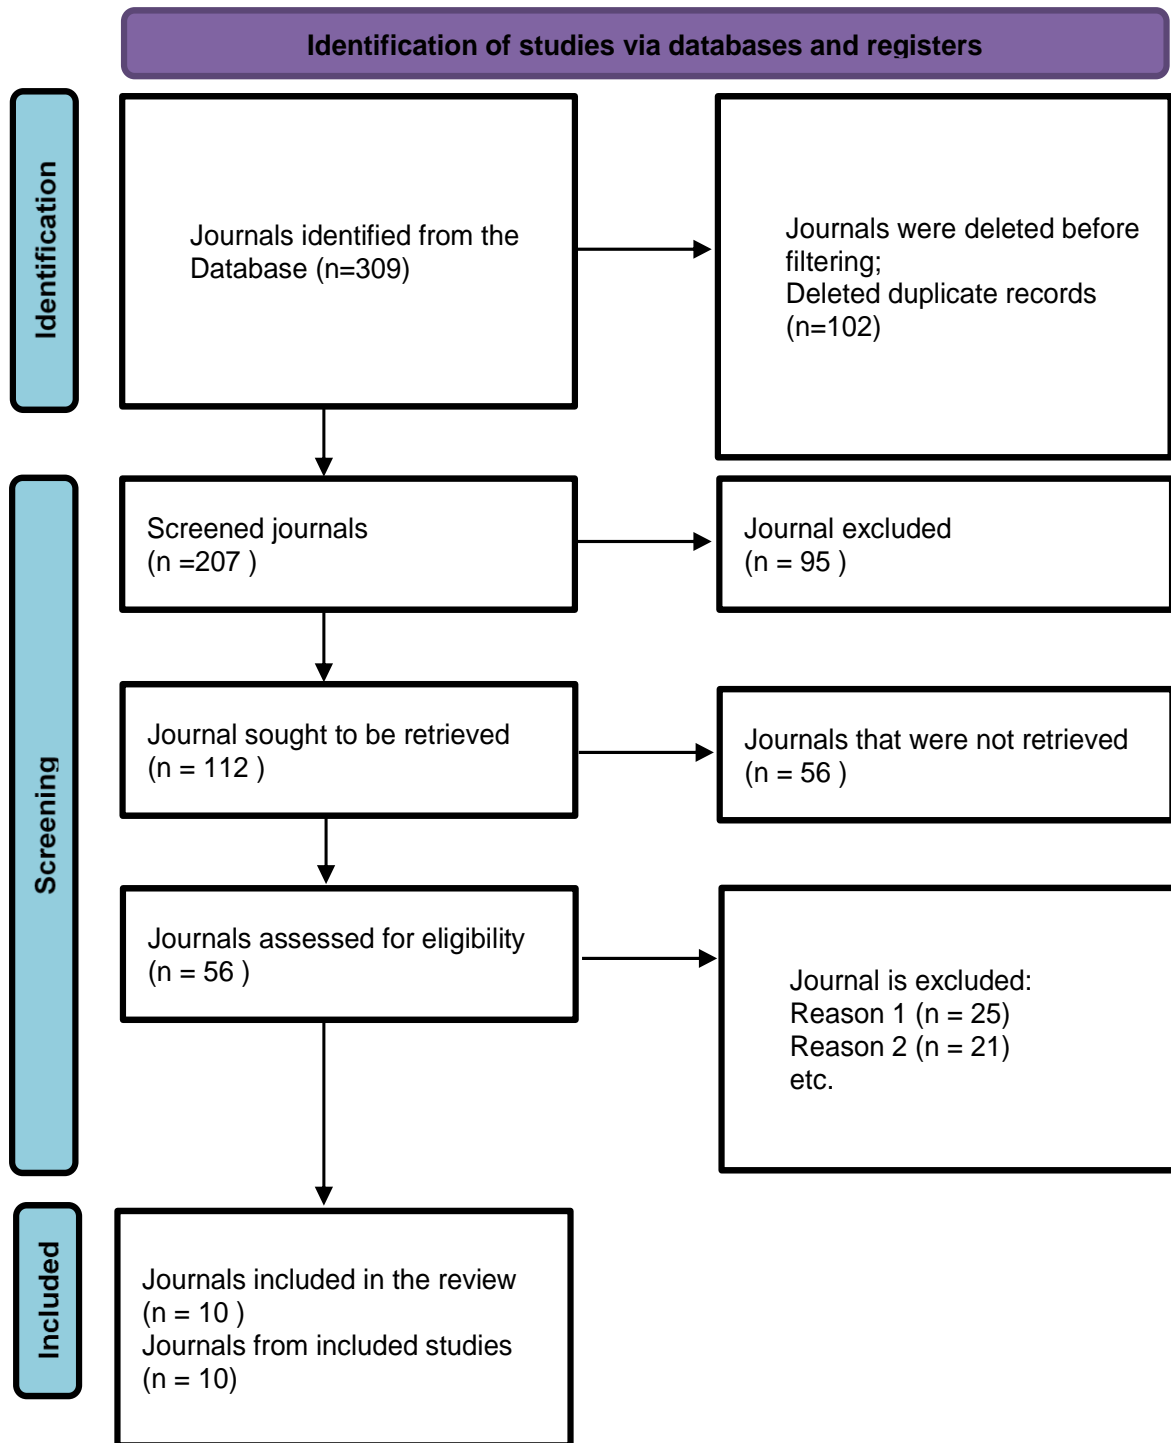 Identification of studies via databases and registers
Identification
Journals identified from the
Database (n=309)
Journals were deleted before
filtering;
Deleted duplicate records
(n=102)
Screening
Screened journals
(n =207 )
Journal excluded
(n = 95 )
Journal sought to be retrieved
(n = 112 )
Journals that were not retrieved
(n = 56 )
Journals assessed for eligibility
(n = 56 )
Journal is excluded:
Reason 1 (n = 25)
Reason 2 (n = 21)
etc.
Included
Journals included in the review
(n = 10 )
Journals from included studies
(n = 10)